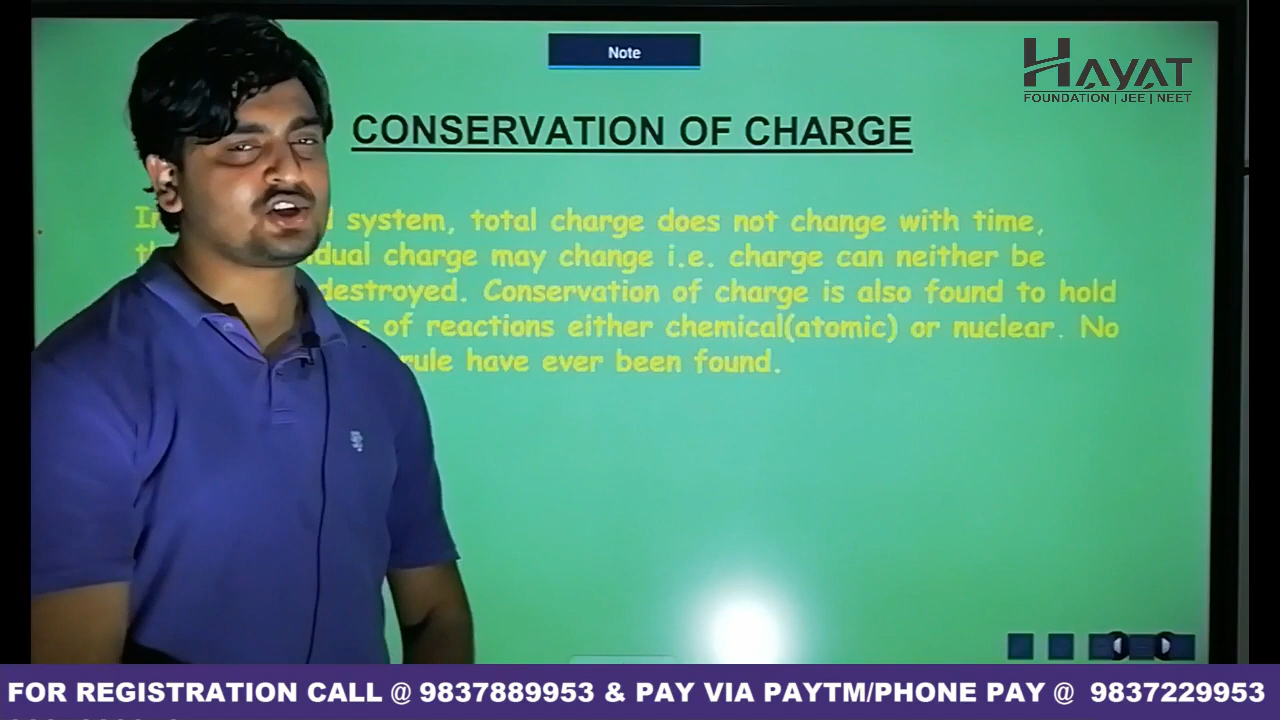 Note
HAYAT
FOUNDATION | JEE | NEET
CONSERVATION OF CHARGE
system, total charge does not change with time,
charge may change i.e. charge can neither be
destroyed. Conservation of charge is also found to hold
of reactions either chemical(atomic) or nuclear. No
rule have ever been found.
FOR REGISTRATION CALL @ 9837889953 & PAY VIA PAYTM/PHONE PAY @ 9837229953